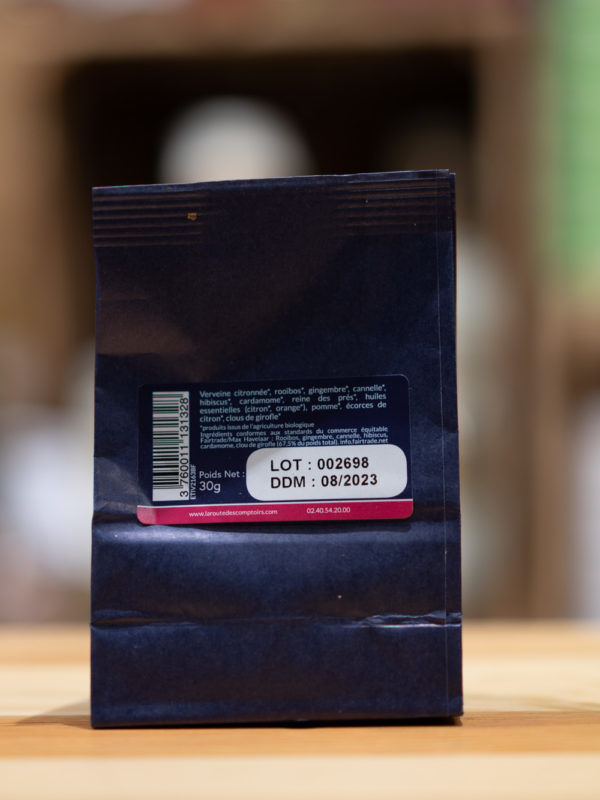 Verveine citronnée*, rooibos*, gingembre*, cannelle*,
hibiscus*, cardamome*, reine des prés*, huiles
essentielles (citron*, orange*), pomme*, écorces de
citron*, clous de girofle*
*produits issus de l'agriculture biologique
Ingrédients conformes aux standards du commerce équitable
Fairtrade/Max Havelaar : Rooibos, gingembre, cannelle, hibiscus,
cardamome, clou de girofle (67,5% du poids total). info.fairtrade.net
3 760011 131328
ETIV2163BF
Poids Net :
30g
LOT : 002698
DDM : 08/2023
www.laroutedescomptoirs.com 02.40.54.20.00